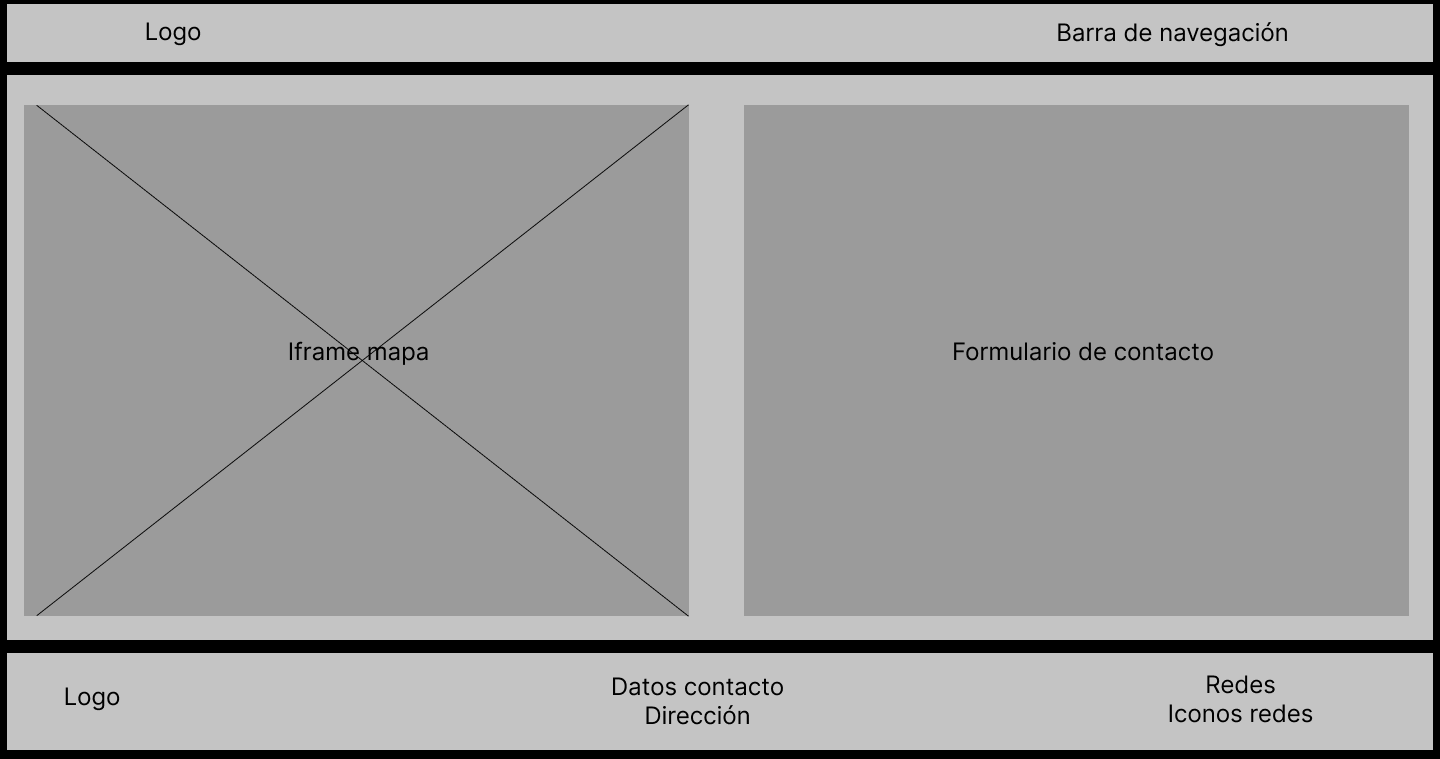 Logo
Barra de navegación
Iframe mapa
Formulario de contacto
Logo
Datos contacto
Dirección
Redes
Iconos redes